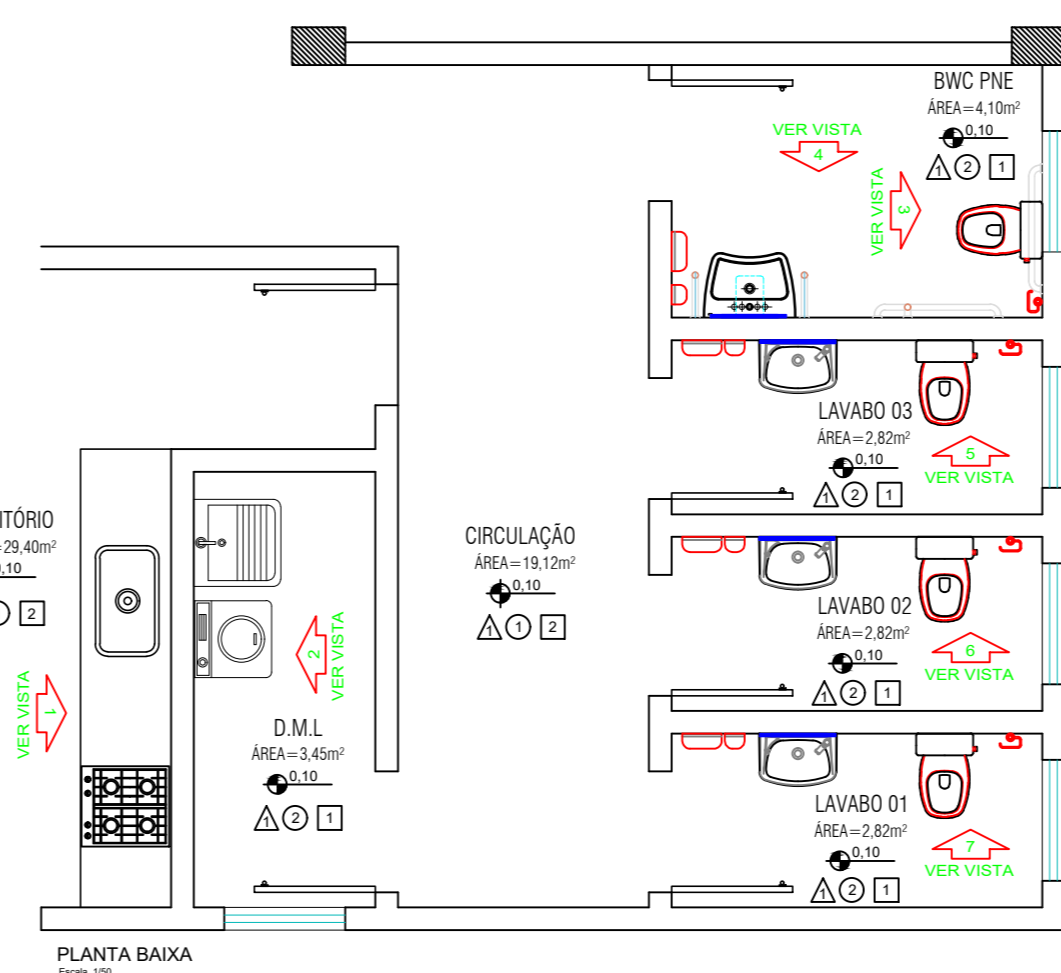 BWC PNE
ÁREA=4,10m²
0,10
1 2 1
VER VISTA
4
VER VISTA
3
LAVABO 03
ÁREA=2,82m²
0,10
1 2 1
5
VER VISTA
ITÓRIO
=29,40m²
0,10
2
VER VISTA
1
CIRCULAÇÃO
ÁREA=19,12m²
0,10
1 1 2
2
VER VISTA
D.M.L
ÁREA=3,45m²
0,10
1 2 1
LAVABO 02
ÁREA=2,82m²
0,10
1 2 1
6
VER VISTA
LAVABO 01
ÁREA=2,82m²
0,10
1 2 1
7
VER VISTA
PLANTA BAIXA
Escala 1/50